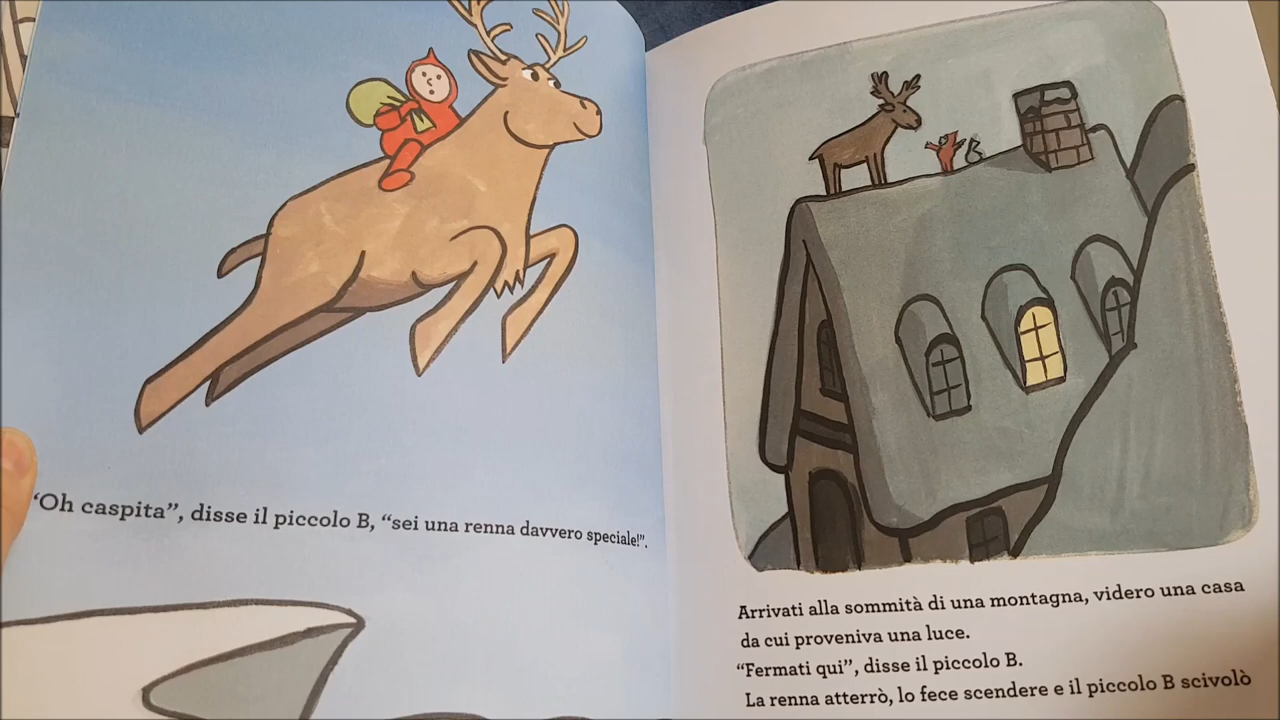 “Oh caspita”, disse il piccolo B, “sei una renna davvero speciale!”.
Arrivati alla sommità di una montagna, videro una casa
da cui proveniva una luce.
“Fermati qui”, disse il piccolo B.
La renna atterrò, lo fece scendere e il piccolo B scivolò